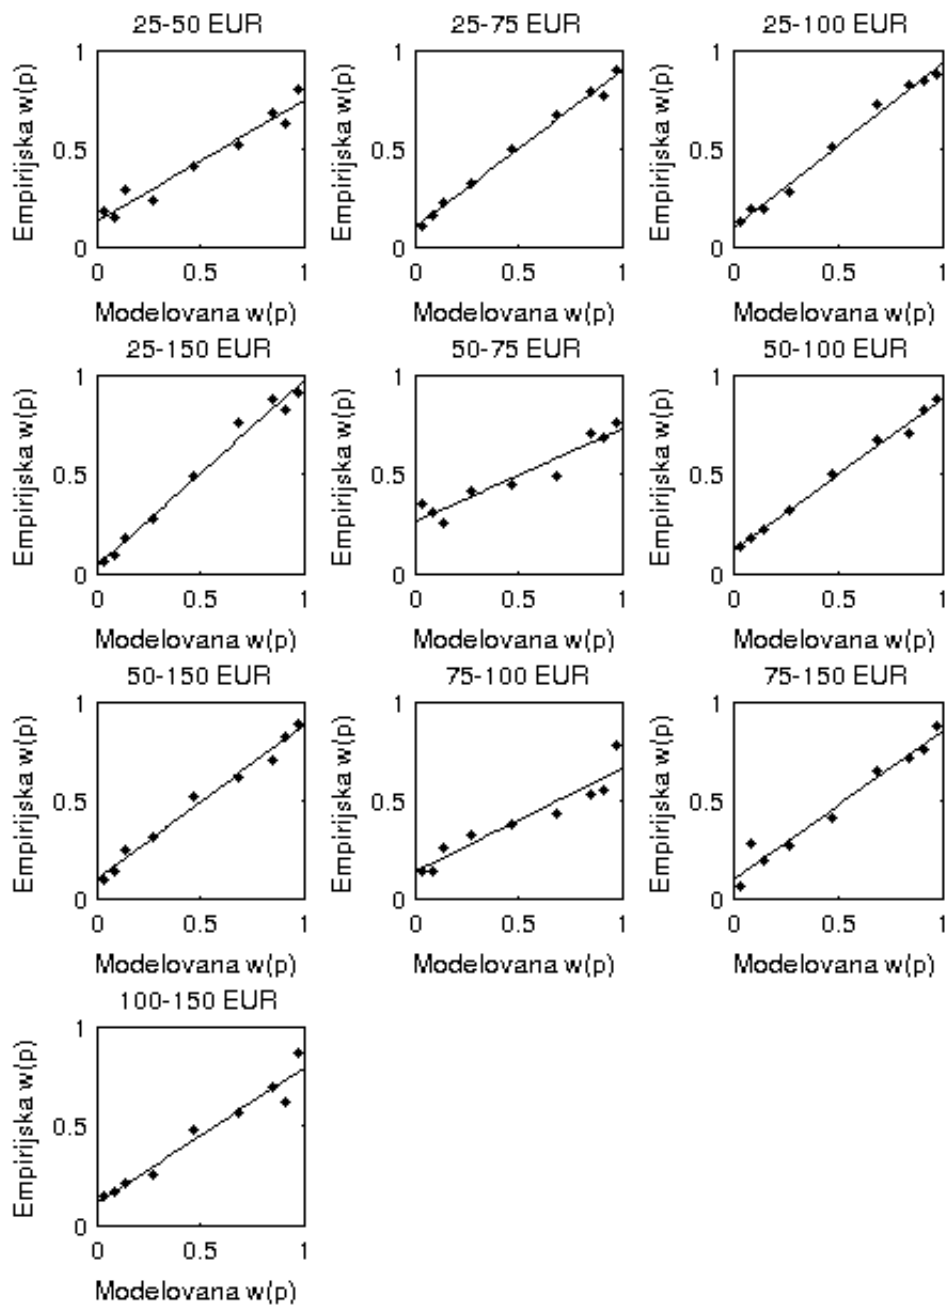 25-50 EUR
Empirijska w(p)
1
0.5
0
0 0.5 1
Modelovana w(p)
25-75 EUR
Empirijska w(p)
1
0.5
0
0 0.5 1
Modelovana w(p)
25-100 EUR
Empirijska w(p)
1
0.5
0
0 0.5 1
Modelovana w(p)
25-150 EUR
Empirijska w(p)
1
0.5
0
0 0.5 1
Modelovana w(p)
50-75 EUR
Empirijska w(p)
1
0.5
0
0 0.5 1
Modelovana w(p)
50-100 EUR
Empirijska w(p)
1
0.5
0
0 0.5 1
Modelovana w(p)
50-150 EUR
Empirijska w(p)
1
0.5
0
0 0.5 1
Modelovana w(p)
75-100 EUR
Empirijska w(p)
1
0.5
0
0 0.5 1
Modelovana w(p)
75-150 EUR
Empirijska w(p)
1
0.5
0
0 0.5 1
Modelovana w(p)
100-150 EUR
Empirijska w(p)
1
0.5
0
0 0.5 1
Modelovana w(p)